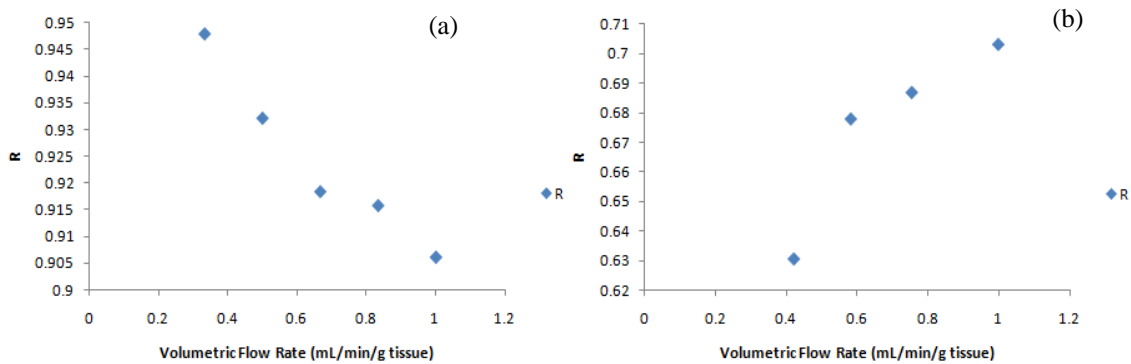 (a)
0.95
0.945
0.94
0.935
0.93
0.925
0.92
0.915
0.91
0.905
0.9
R
0 0.2 0.4 0.6 0.8 1 1.2
Volumetric Flow Rate (mL/min/g tissue)
R
(b)
0.71
0.7
0.69
0.68
0.67
0.66
0.65
0.64
0.63
0.62
R
0 0.2 0.4 0.6 0.8 1 1.2
Volumetric Flow Rate (mL/min/g tissue)
R